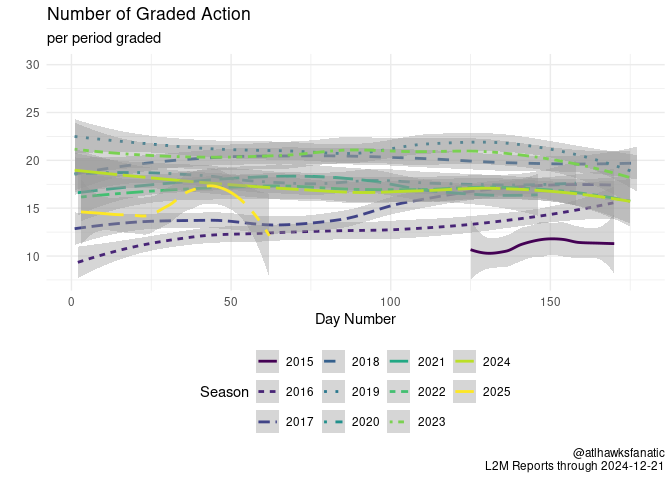 Number of Graded Action
per period graded
30
25
20
15
10
0 50 100 150
Day Number
Season
2015 2018 2021 2024
2016 2019 2022 2025
2017 2020 2023
@atlhawksfanatic
L2M Reports through 2024-12-21